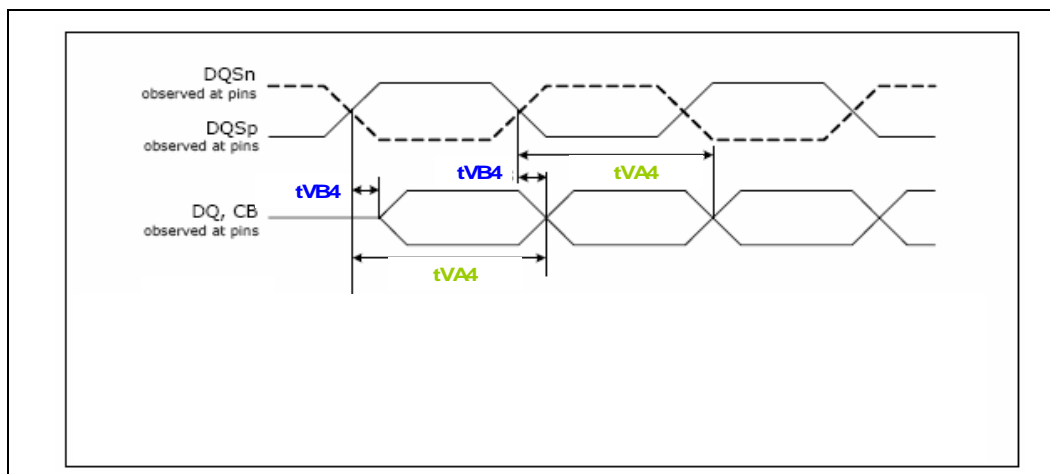 DQSn
observed at pins
DQSp
observed at pins
tVB4
tVB4
tVA4
DQ, CB
observed at pins
tVA4